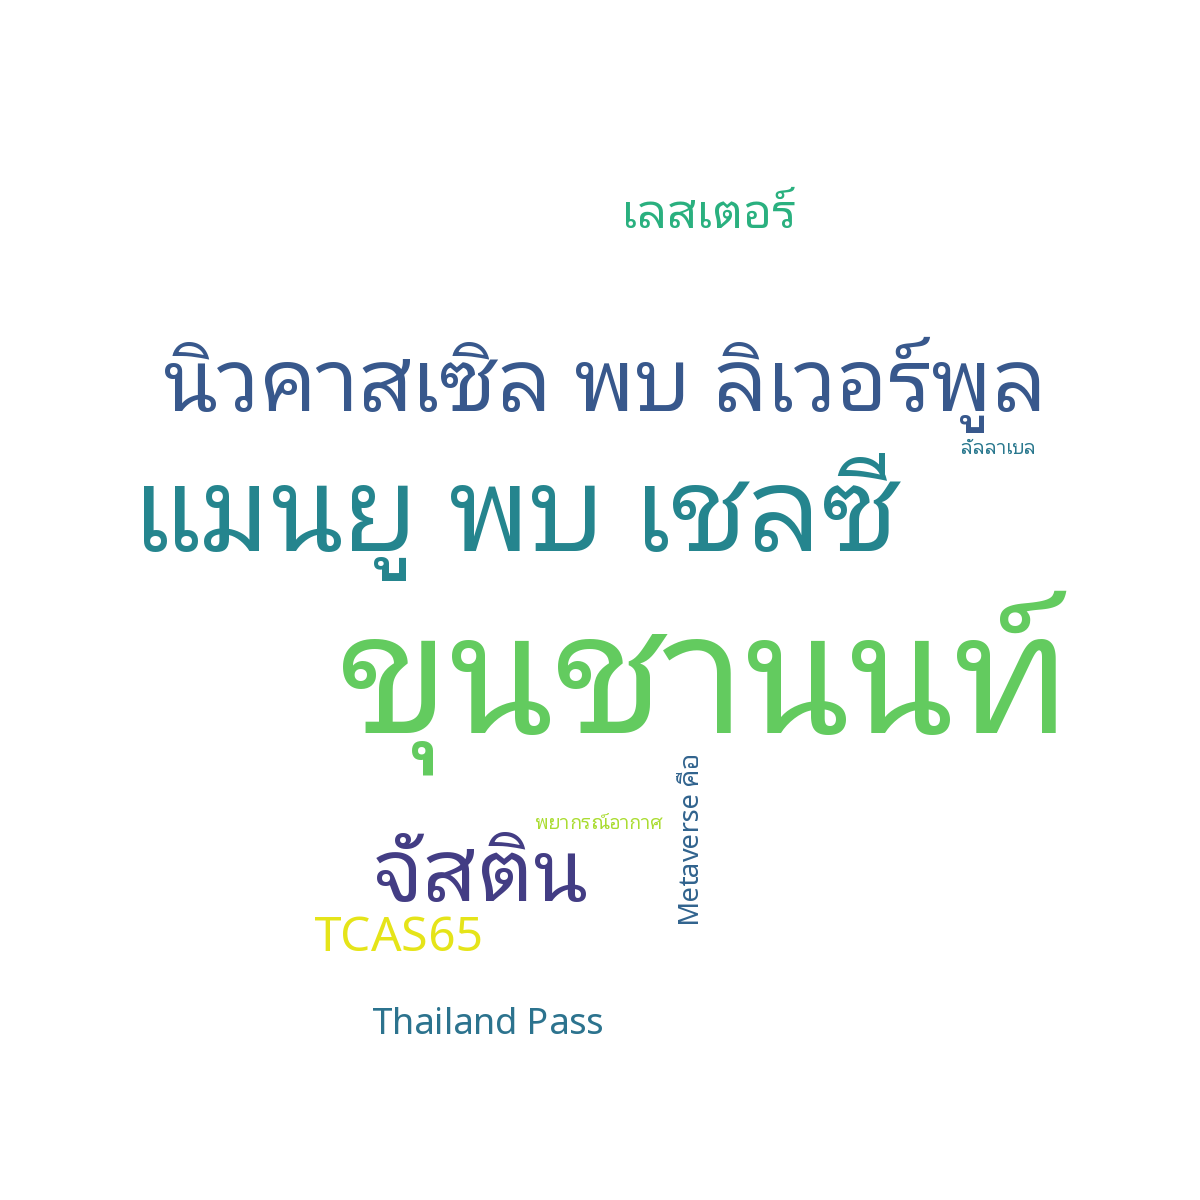 เลสเตอร์
นิวคาสเซิล พบ ลิเวอร์พูล
ลัลลาเบล
แมนยู พบ เชลซี
ขุนชานนท์
Metaverse คือ
พยากรณ์อากาศ
จัสติน
TCAS65
Thailand Pass